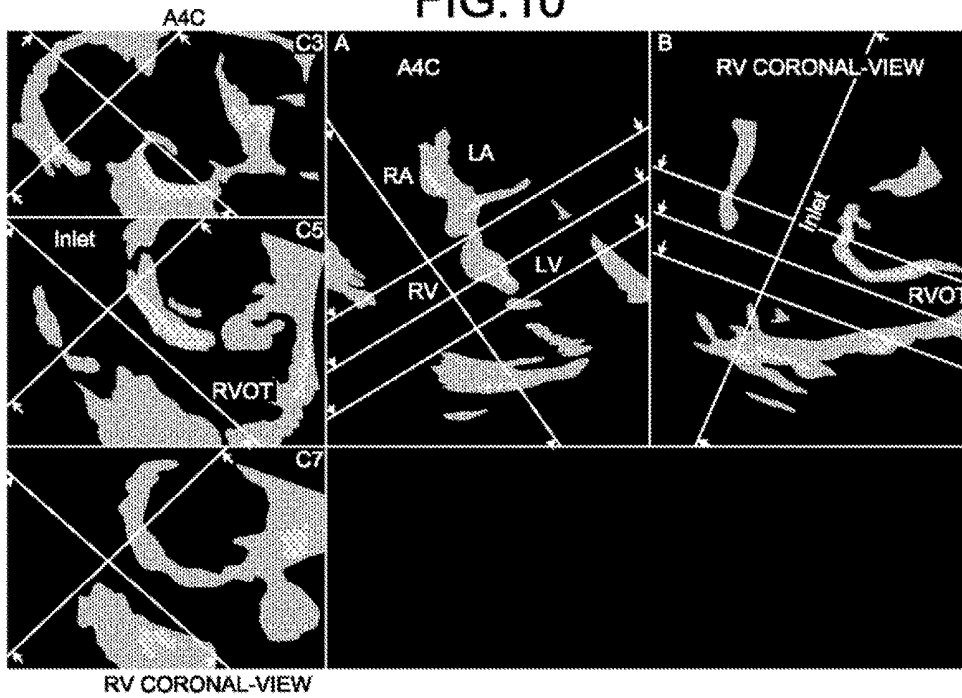 FIG.10
A4C
C3
A
A4C
LA
RA
LV
RV
B
RV CORONAL-VIEW
Inlet
RVOT
C5
Inlet
RVOT
C7
RV CORONAL-VIEW